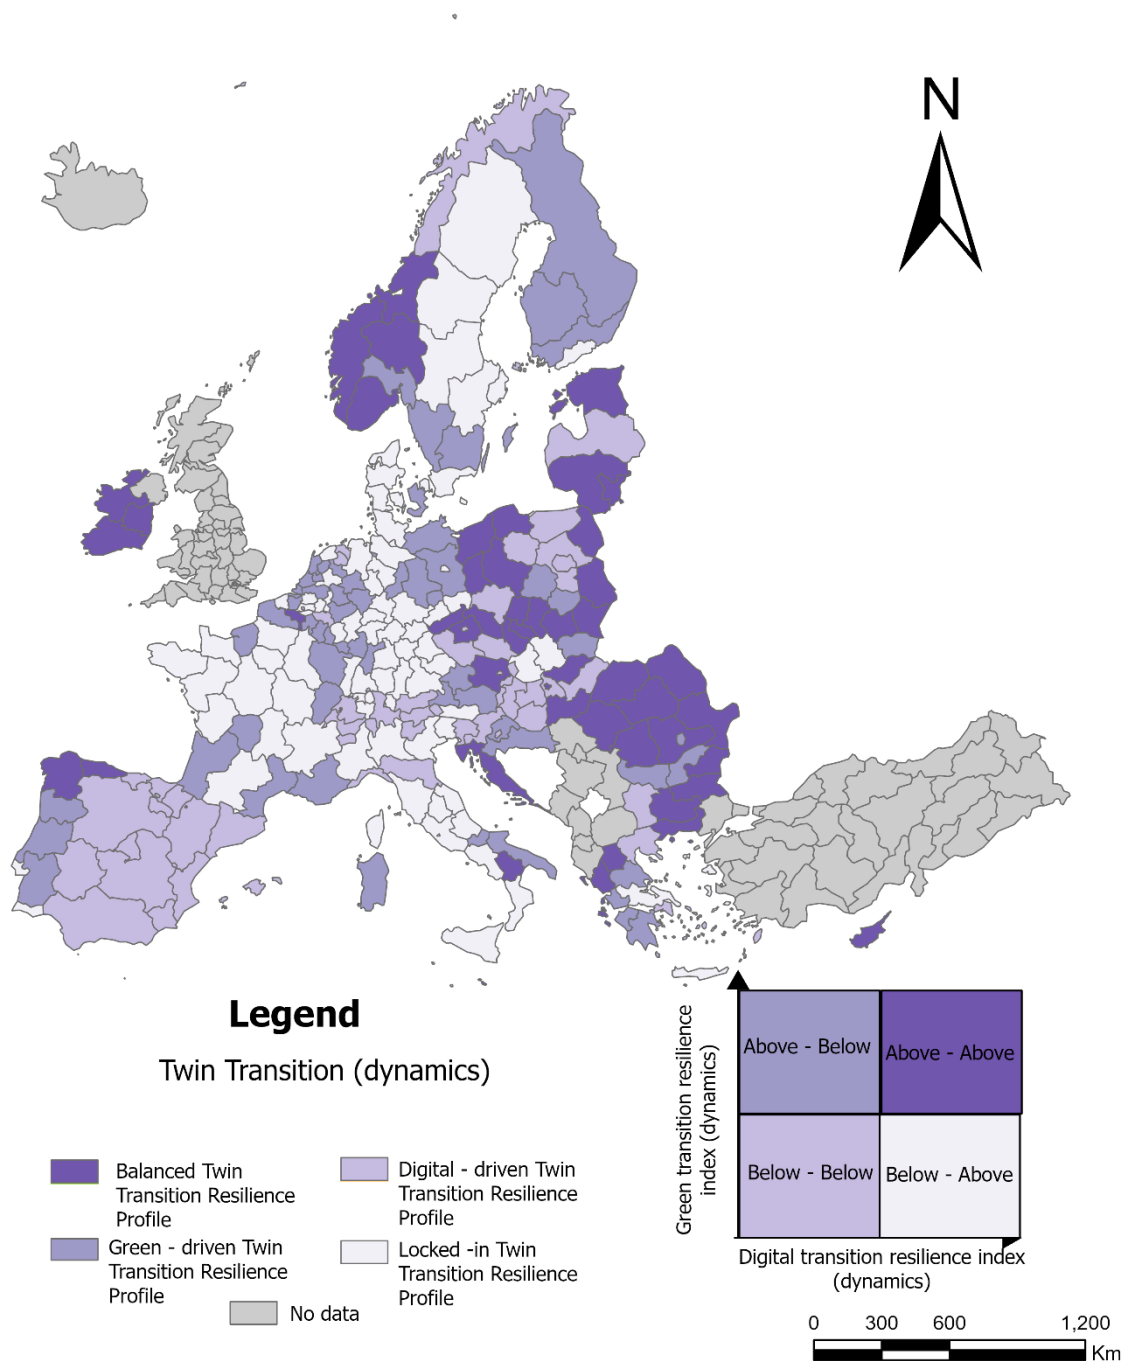 N
Legend
Twin Transition (dynamics)
Balanced Twin
Transition Resilience
Profile
Green - driven Twin
Transition Resilience
Profile
Digital - driven Twin
Transition Resilience
Profile
Locked -in Twin
Transition Resilience
Profile
No data
Green transition resilience
index (dynamics)
Above - Below
Above - Above
Below - Below
Below - Above
Digital transition resilience index
(dynamics)
0 300 600 1,200
Km